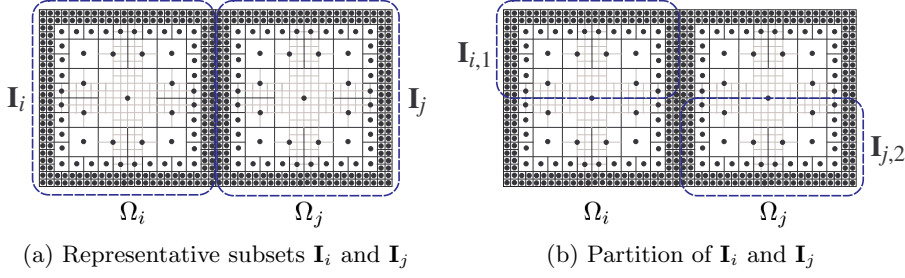 I_i
I_j
Ω_i
Ω_j
(a) Representative subsets I_i and I_j
I_{i,1}
I_{j,2}
Ω_i
Ω_j
(b) Partition of I_i and I_j